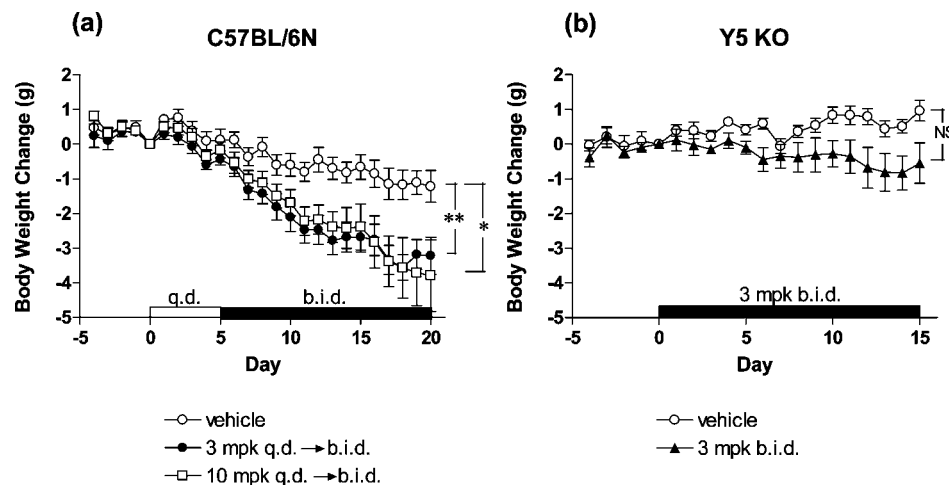 (a)
C57BL/6N
Body Weight Change (g)
2
1
0
-1
-2
-3
-4
-5
q.d.
b.i.d.
**
*
-5
0
5
10
15
20
Day
vehicle
3 mpk q.d. →b.i.d.
10 mpk q.d. →b.i.d.
(b)
Y5 KO
Body Weight Change (g)
2
1
0
-1
-2
-3
-4
-5
NS
3 mpk b.i.d.
-5
0
5
10
15
Day
vehicle
3 mpk b.i.d.